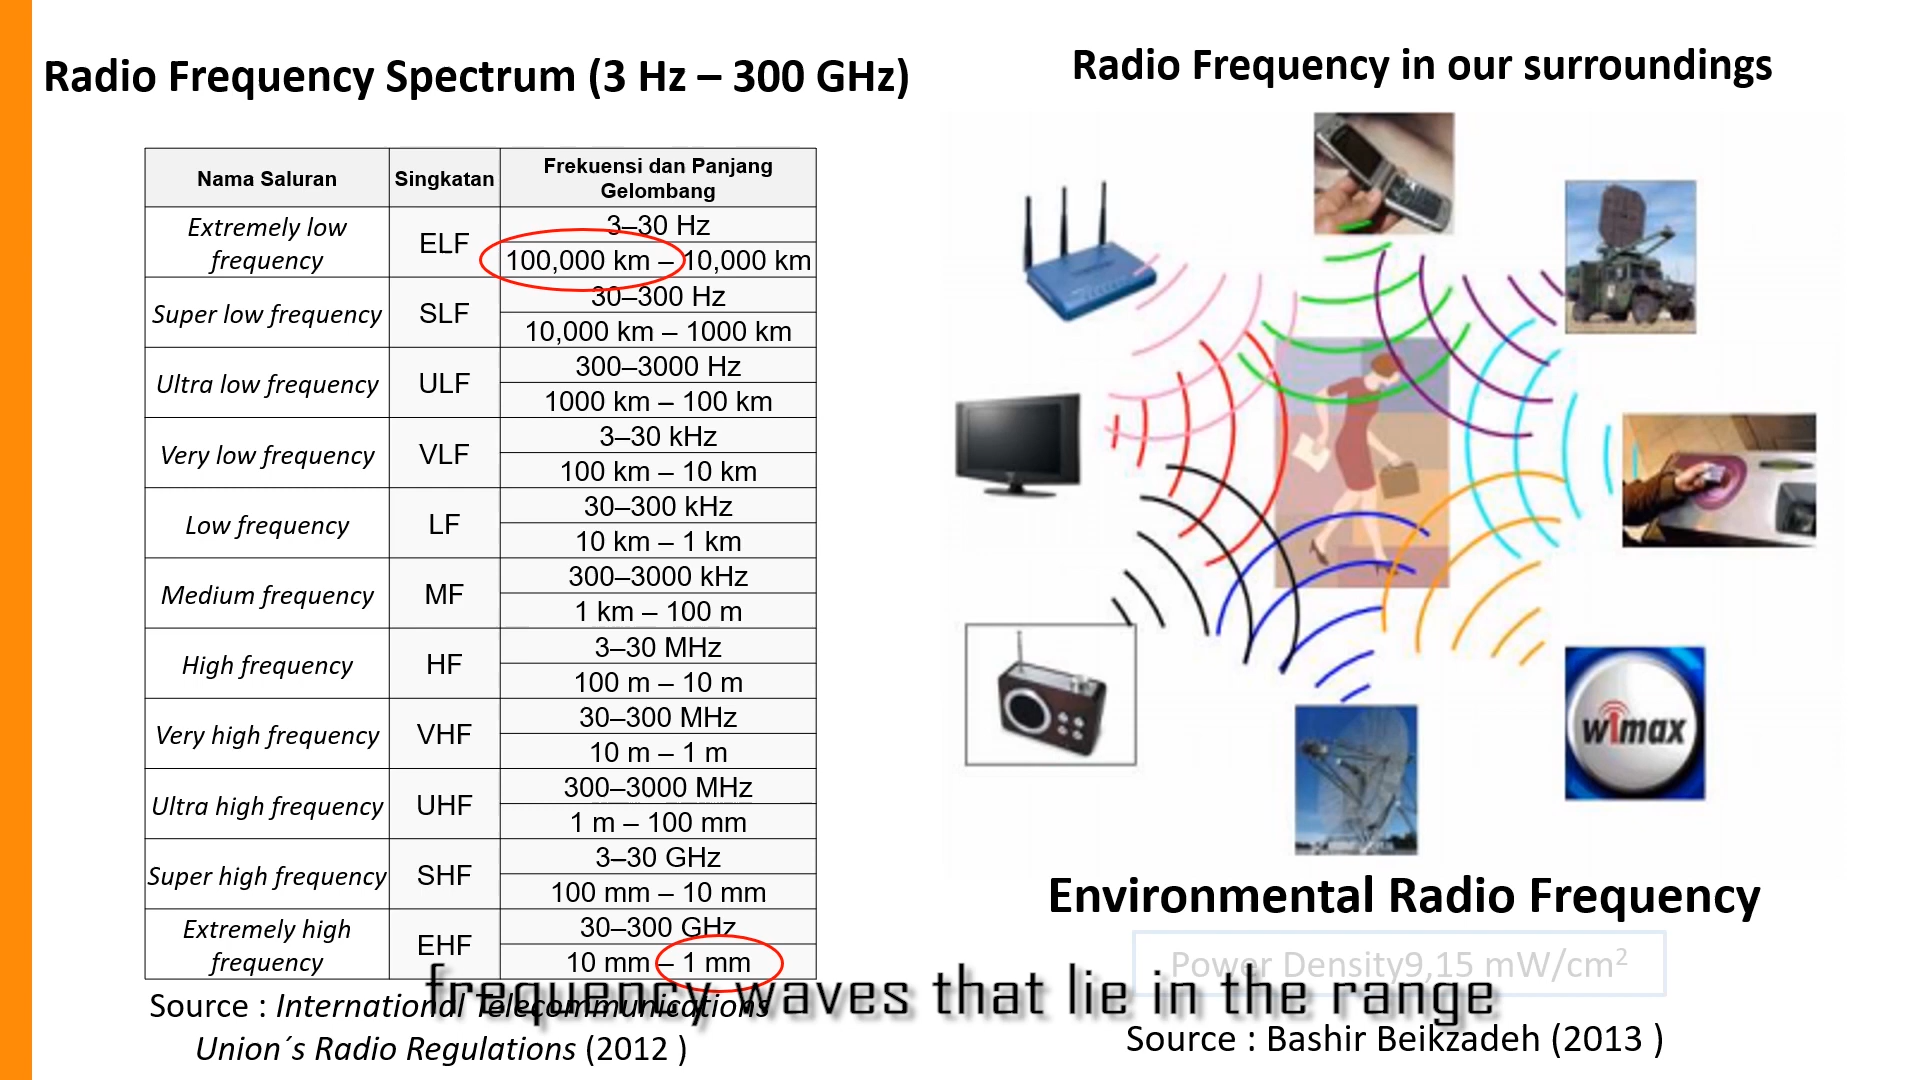 Radio Frequency Spectrum (3 Hz – 300 GHz)
Nama Saluran
Singkatan
Frekuensi dan Panjang
Gelombang
Extremely low
frequency
ELF
3–30 Hz
100,000 km – 10,000 km
Super low frequency
SLF
30–300 Hz
10,000 km – 1000 km
Ultra low frequency
ULF
300–3000 Hz
1000 km – 100 km
Very low frequency
VLF
3–30 kHz
100 km – 10 km
Low frequency
LF
30–300 kHz
10 km – 1 km
Medium frequency
MF
300–3000 kHz
1 km – 100 m
High frequency
HF
3–30 MHz
100 m – 10 m
Very high frequency
VHF
30–300 MHz
10 m – 1 m
Ultra high frequency
UHF
300–3000 MHz
1 m – 100 mm
Super high frequency
SHF
3–30 GHz
100 mm – 10 mm
Extremely high
frequency
EHF
30–300 GHz
10 mm – 1 mm
Source : International Telecommunications
Union´s Radio Regulations (2012 )
Radio Frequency in our surroundings
wimax
Environmental Radio Frequency
Power Density9,15 mW/cm²
Source : Bashir Beikzadeh (2013 )
frequency waves that lie in the range